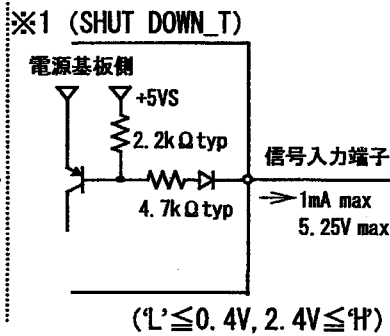 ※1 (SHUT DOWN_T)
電源基板側
+5VS
2.2kΩtyp
信号入力端子
4.7kΩtyp
1mA max
5.25V max
('L'≦0.4V, 2.4V≦'H')